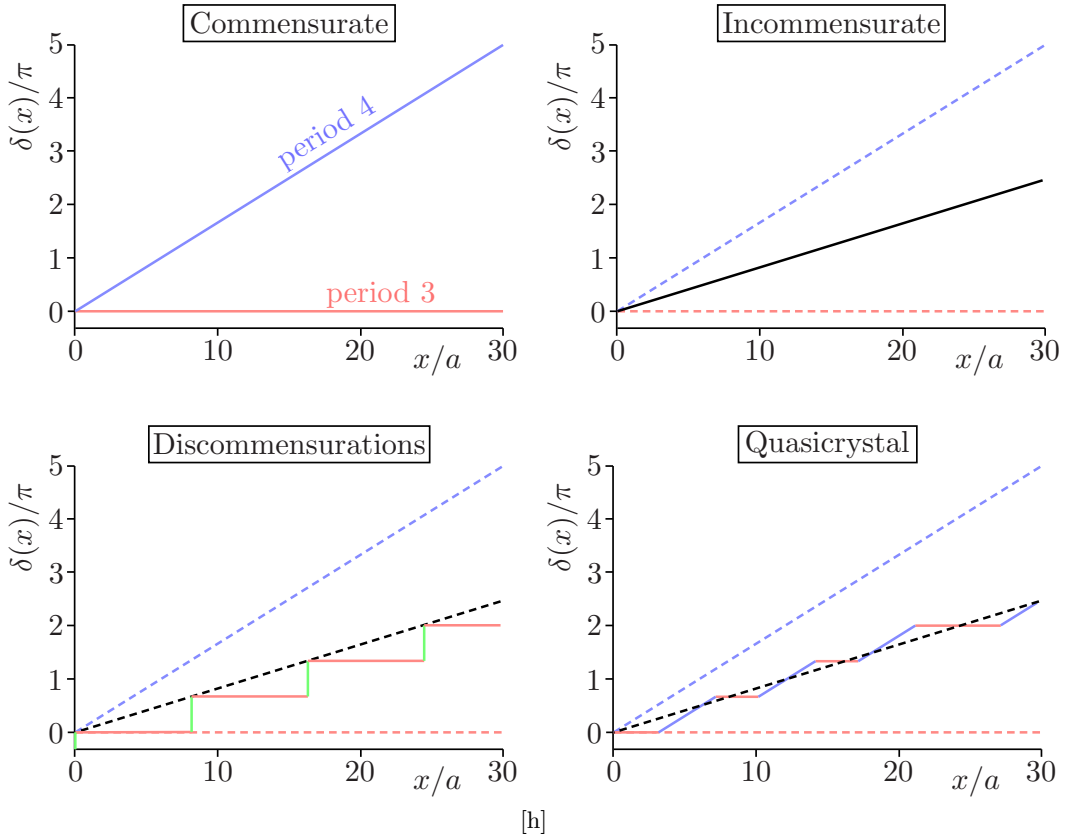 Commensurate
δ(x)/π
5
4
3
2
1
0
period 4
period 3
0
10
20
30
x/a
Incommensurate
δ(x)/π
5
4
3
2
1
0
0
10
20
30
x/a
Discommensurations
δ(x)/π
5
4
3
2
1
0
0
10
20
30
x/a
Quasicrystal
δ(x)/π
5
4
3
2
1
0
0
10
20
30
x/a
[h]